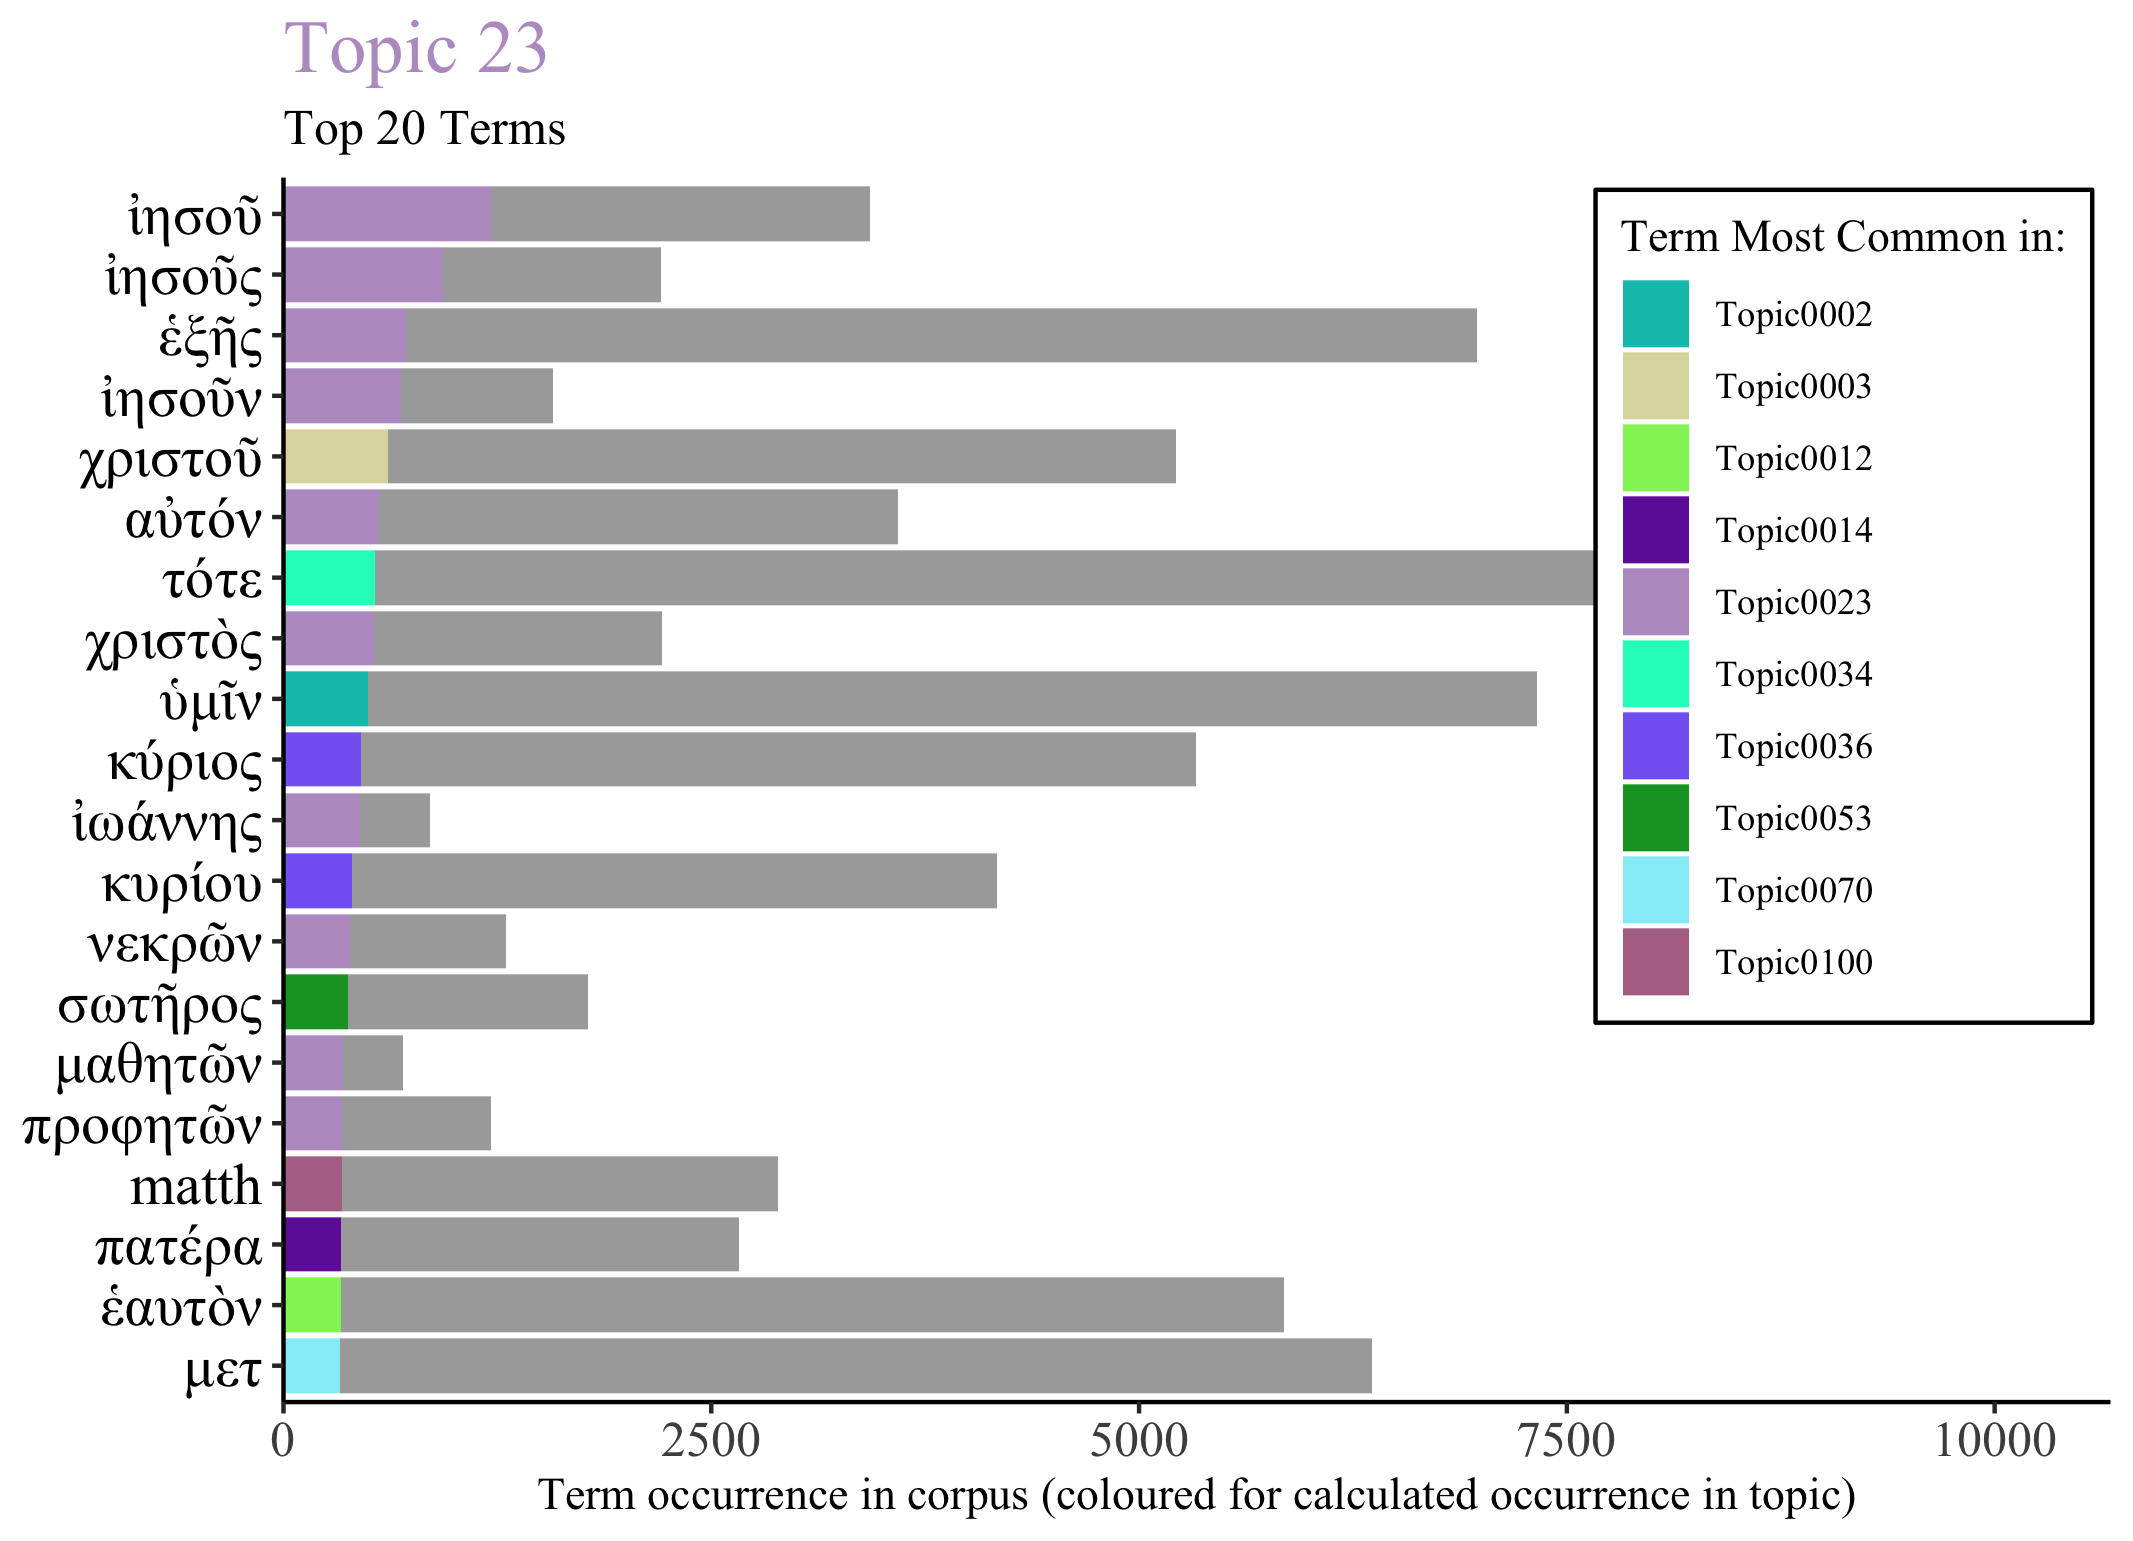 Topic 23
Top 20 Terms
ἰησοῦ
ἰησοῦς
ἑξῆς
ἰησοῦν
χριστοῦ
αὐτόν
τότε
χριστὸς
ὑμῖν
κύριος
ἰωάννης
κυρίου
νεκρῶν
σωτῆρος
μαθητῶν
προφητῶν
matth
πατέρα
ἑαυτὸν
μετ
0 2500 5000 7500 10000
Term occurrence in corpus (coloured for calculated occurrence in topic)
Term Most Common in:
Topic0002
Topic0003
Topic0012
Topic0014
Topic0023
Topic0034
Topic0036
Topic0053
Topic0070
Topic0100